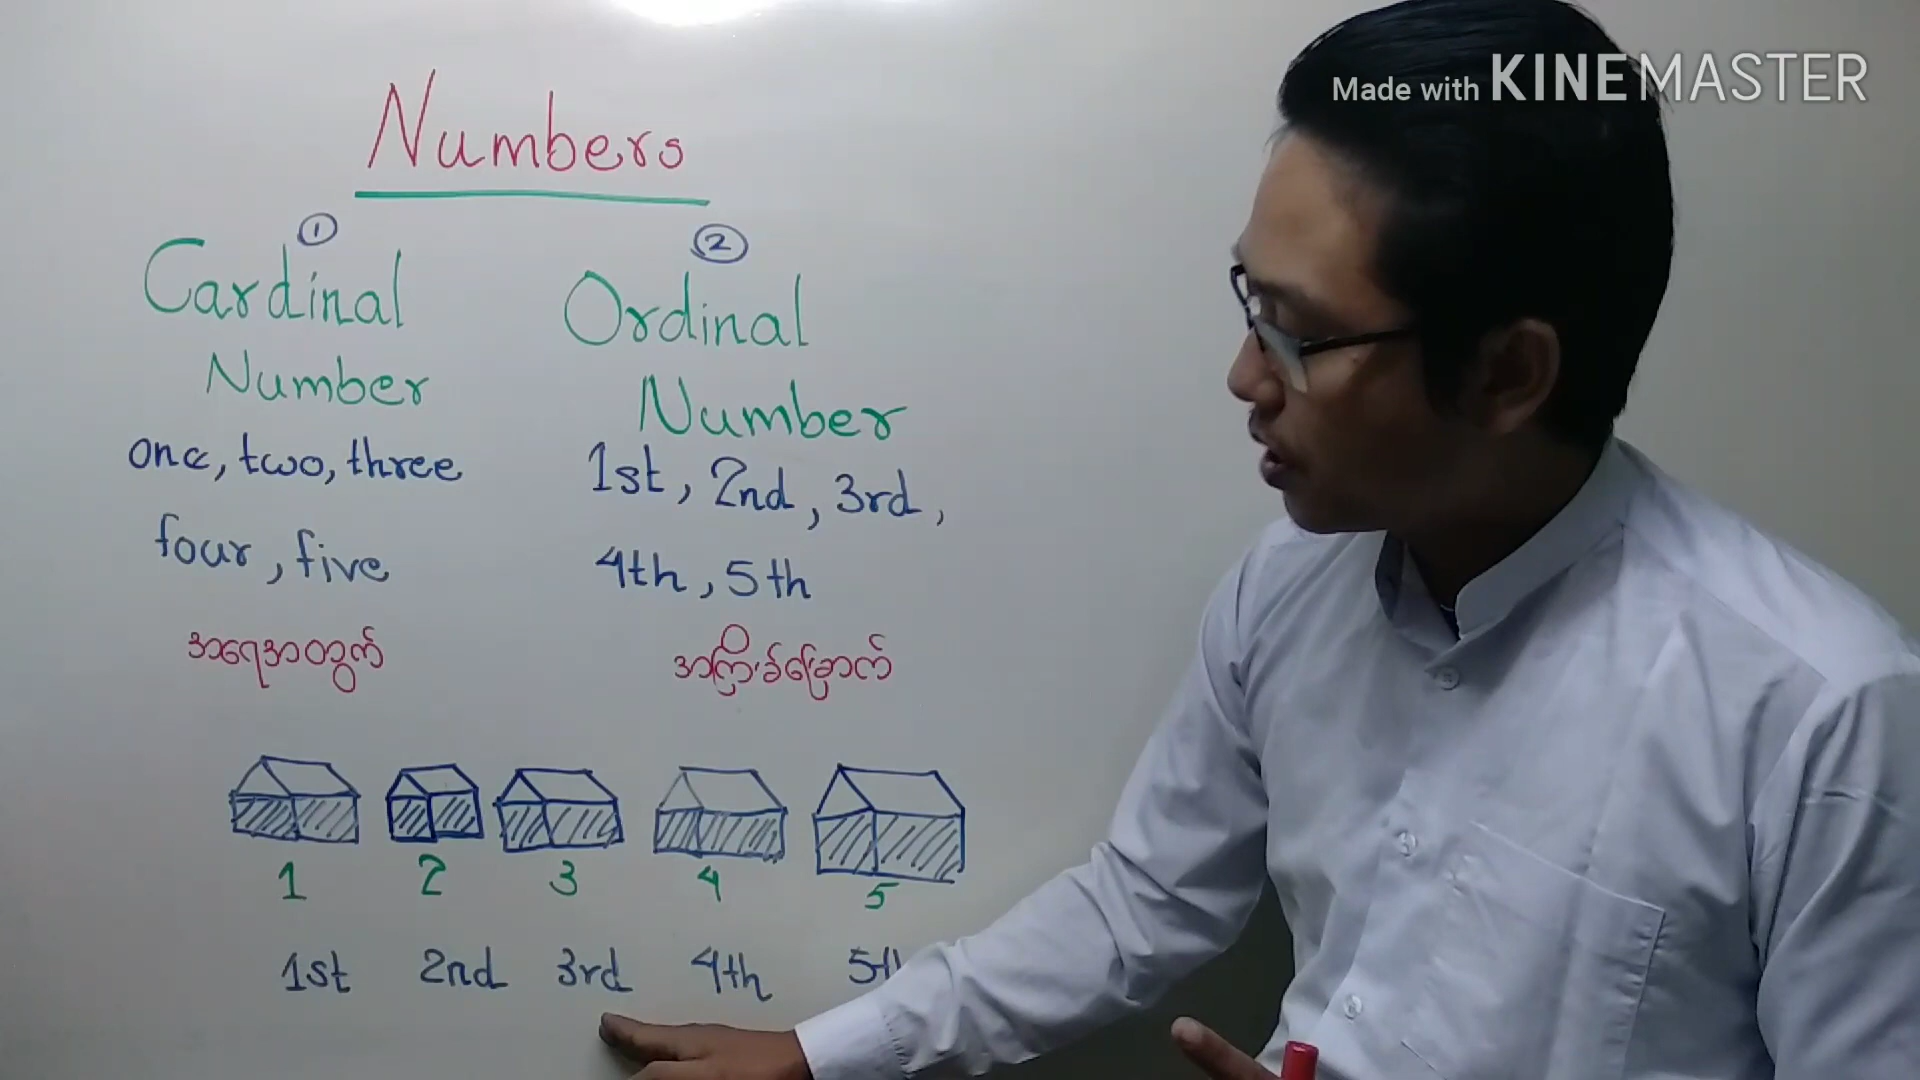 Made with KINEMASTER
Numbers
① ②
Cardinal Number
one, two, three
four, five
အရေအတွက်
Ordinal Number
1st, 2nd, 3rd,
4th, 5th
အကြိမ်မြောက်
1 2 3 4 5
1st 2nd 3rd 4th 5th